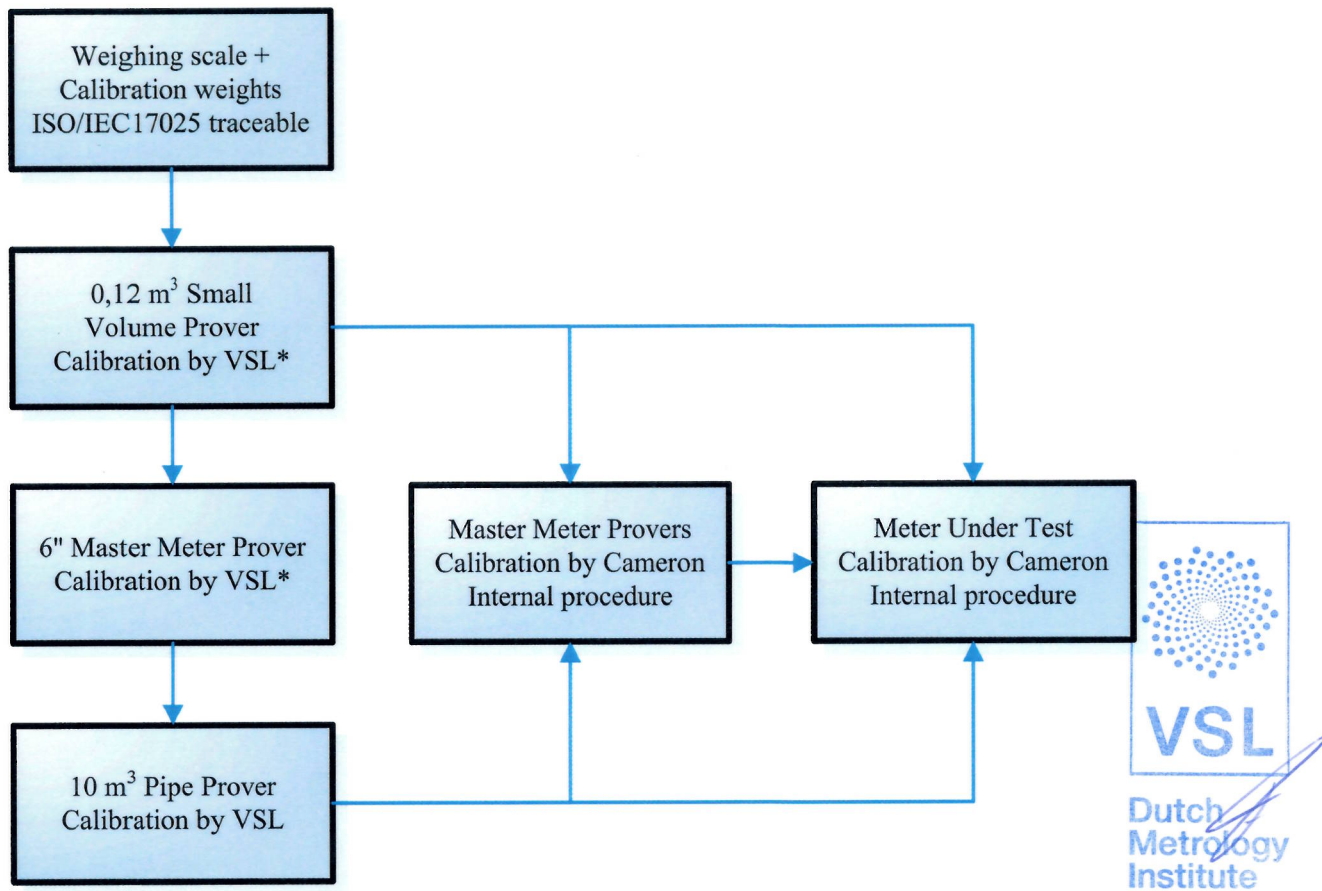 Weighing scale +
Calibration weights
ISO/IEC17025 traceable
0,12 m³ Small
Volume Prover
Calibration by VSL*
6" Master Meter Prover
Calibration by VSL*
Master Meter Provers
Calibration by Cameron
Internal procedure
Meter Under Test
Calibration by Cameron
Internal procedure
10 m³ Pipe Prover
Calibration by VSL
VSL
Dutch
Metrology
Institute